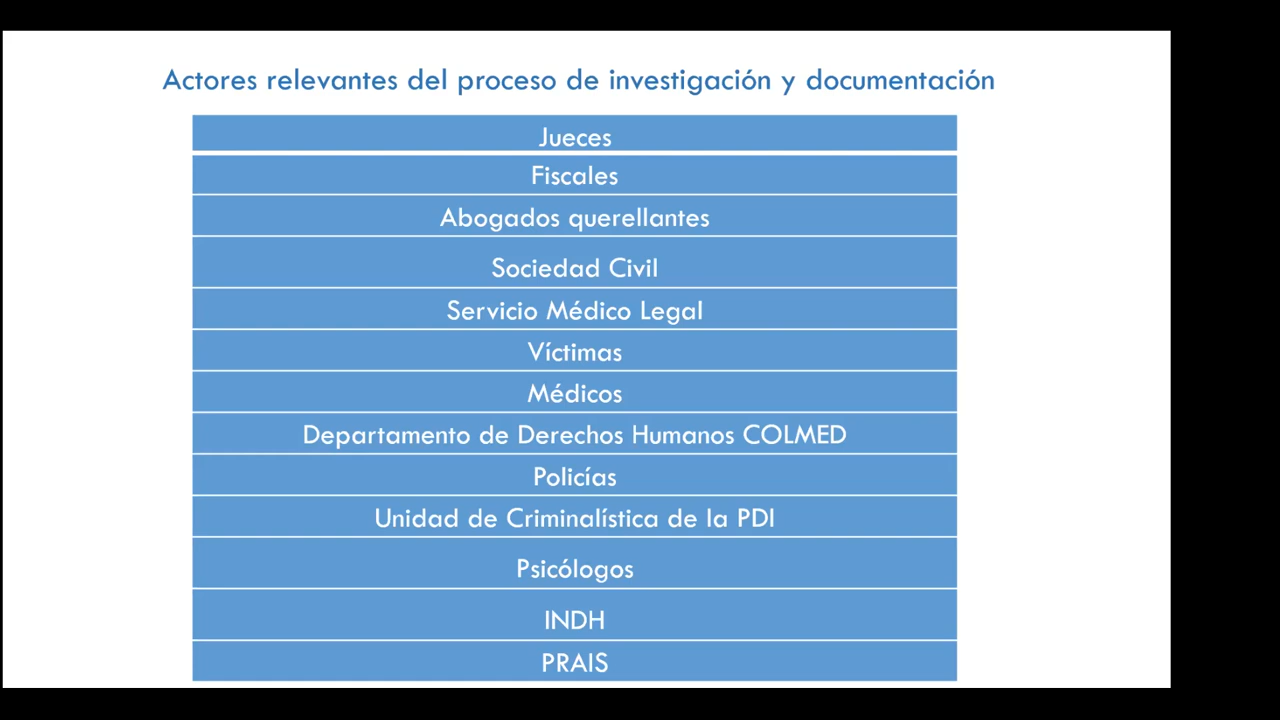 Actores relevantes del proceso de investigación y documentación
Jueces
Fiscales
Abogados querellantes
Sociedad Civil
Servicio Médico Legal
Víctimas
Médicos
Departamento de Derechos Humanos COLMED
Policías
Unidad de Criminalística de la PDI
Psicólogos
INDH
PRAIS